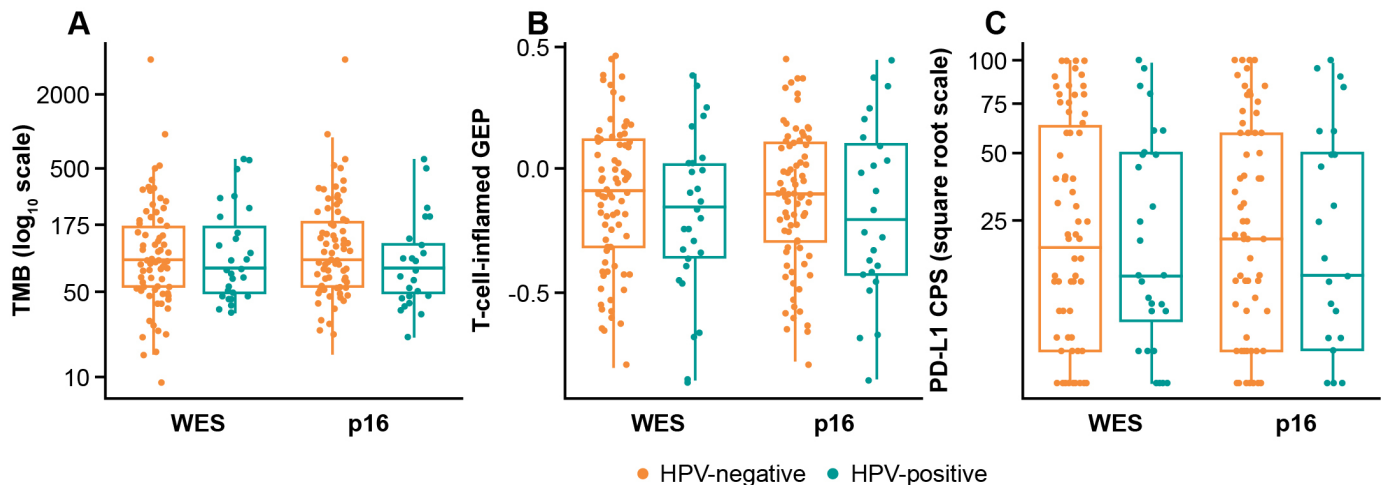 A
TMB (log10 scale)
2000
500
175
50
10
WES
p16
B
T-cell-inflamed GEP
0.5
0.0
-0.5
WES
p16
C
PD-L1 CPS (square root scale)
100
75
50
25
WES
p16
HPV-negative
HPV-positive